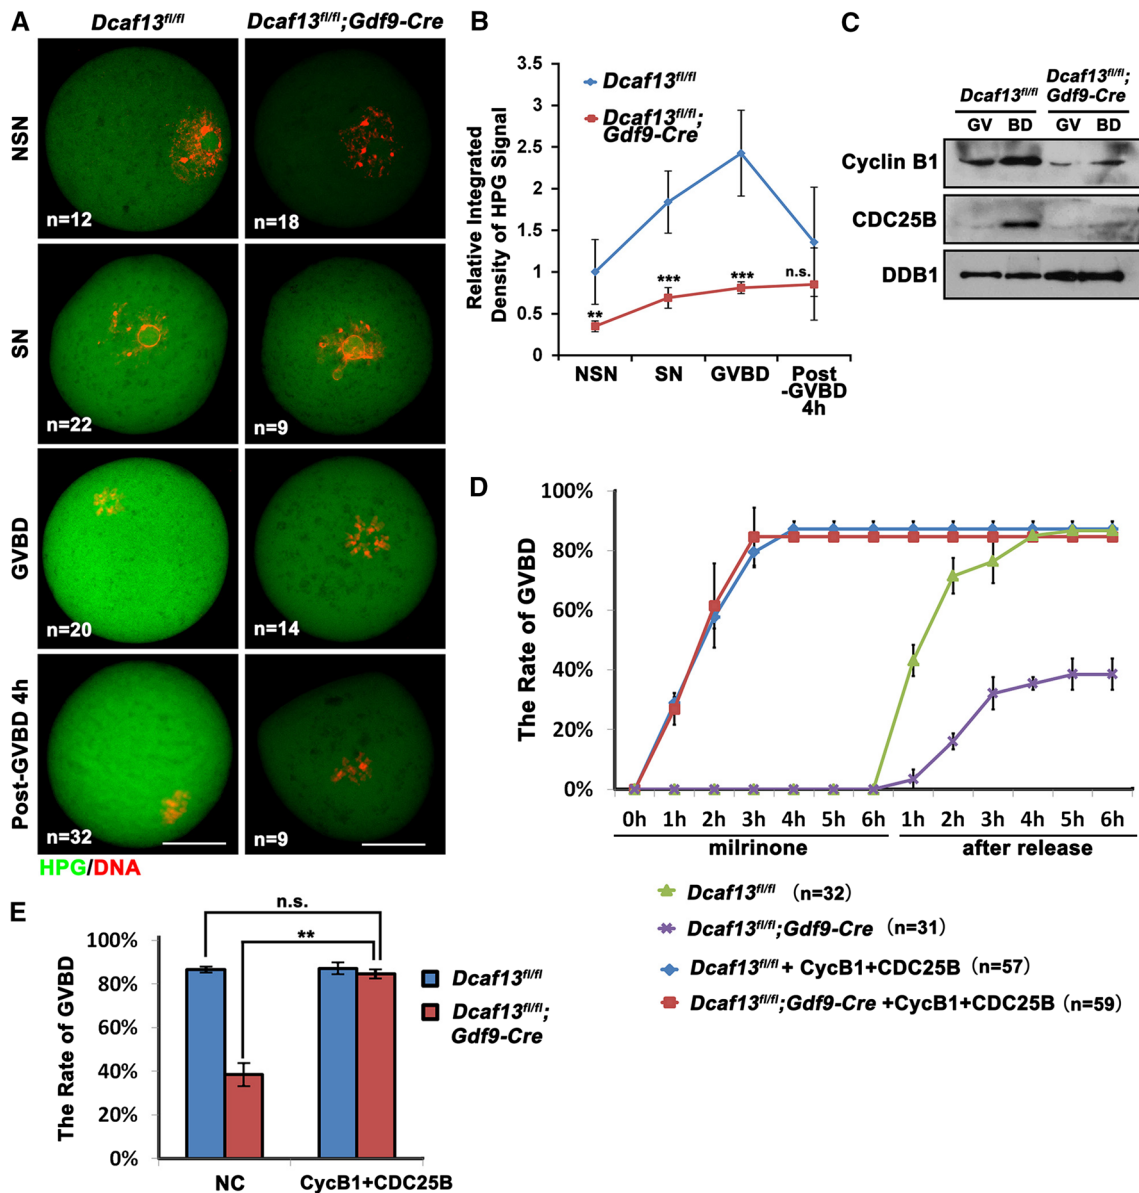 A
Dcaf13fl/fl
Dcaf13fl/fl;Gdf9-Cre
NSN
n=12
n=18
SN
n=22
n=9
GVBD
n=20
n=14
Post-GVBD 4h
n=32
n=9
HPG/DNA
B
Relative Integrated
Density of HPG Signal
3.5
3
2.5
2
1.5
1
0.5
0
Dcaf13fl/fl
Dcaf13fl/fl;
Gdf9-Cre
**
***
***
n.s.
NSN
SN
GVBD
Post
-GVBD
4h
C
Dcaf13fl/fl
Dcaf13fl/fl;
Gdf9-Cre
GV BD GV BD
Cyclin B1
CDC25B
DDB1
D
The Rate of GVBD
100%
80%
60%
40%
20%
0%
0h 1h 2h 3h 4h 5h 6h 1h 2h 3h 4h 5h 6h
milrinone
after release
Dcaf13fl/fl (n=32)
Dcaf13fl/fl;Gdf9-Cre (n=31)
Dcaf13fl/fl + CycB1+CDC25B (n=57)
Dcaf13fl/fl;Gdf9-Cre +CycB1+CDC25B (n=59)
E
The Rate of GVBD
100%
80%
60%
40%
20%
0%
n.s.
**
NC
CycB1+CDC25B
Dcaf13fl/fl
Dcaf13fl/fl;
Gdf9-Cre